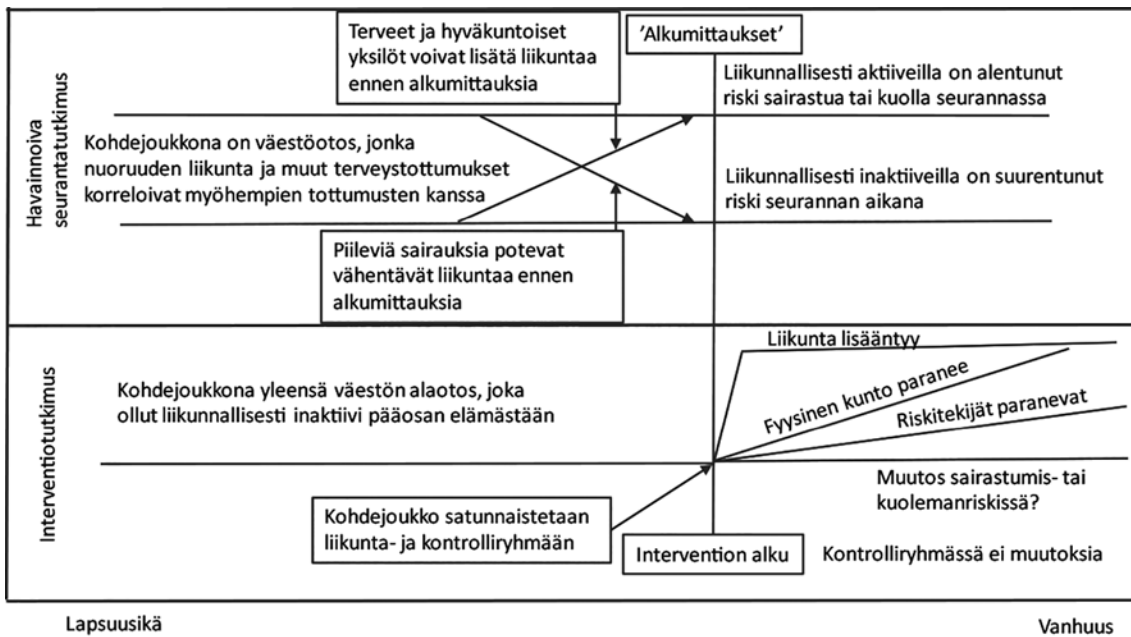 Havainnoiva
seurantatutkimus
Terveet ja hyväkuntoiset
yksilöt voivat lisätä liikuntaa
ennen alkumittauksia
'Alkumittaukset'
Liikunnallisesti aktiiveilla on alentunut
riski sairastua tai kuolla seurannassa
Kohdejoukkona on väestöotos, jonka
nuoruuden liikunta ja muut terveystottumukset
korreloivat myöhempien tottumusten kanssa
Liikunnallisesti inaktiiveilla on suurentunut
riski seurannan aikana
Piileviä sairauksia potevat
vähentävät liikuntaa ennen
alkumittauksia
Interventiotutkimus
Kohdejoukkona yleensä väestön alaotos, joka
ollut liikunnallisesti inaktiivi pääosan elämästään
Liikunta lisääntyy
Fyysinen kunto paranee
Riskitekijät paranevat
Muutos sairastumis- tai
kuolemanriskissä?
Kohdejoukko satunnaistetaan
liikunta- ja kontrolliryhmään
Intervention alku
Kontrolliryhmässä ei muutoksia
Lapsuusikä
Vanhuus